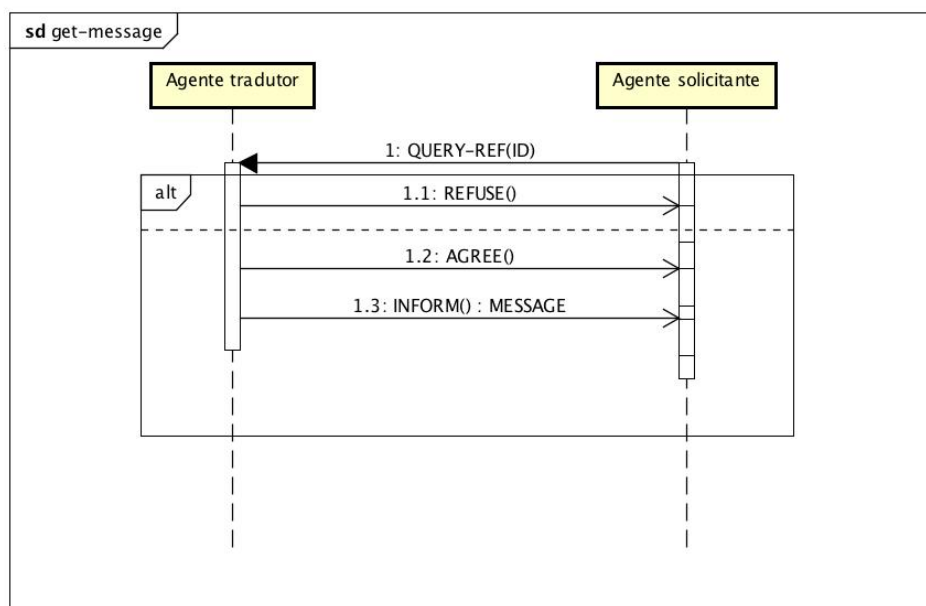 sd get-message
Agente tradutor
Agente solicitante
1: QUERY-REF(ID)
alt
1.1: REFUSE()
1.2: AGREE()
1.3: INFORM() : MESSAGE